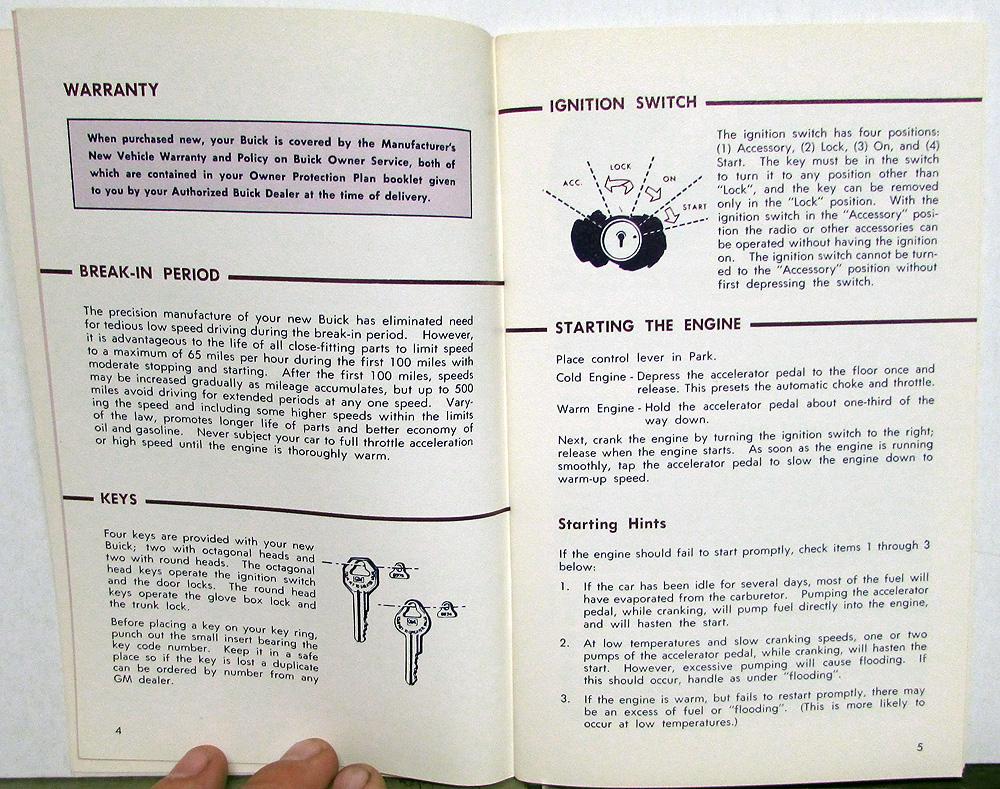 WARRANTY
When purchased new, your Buick is covered by the Manufacturer's
New Vehicle Warranty and Policy on Buick Owner Service, both of
which are contained in your Owner Protection Plan booklet given
to you by your Authorized Buick Dealer at the time of delivery.
BREAK-IN PERIOD
The precision manufacture of your new Buick has eliminated need
for tedious low speed driving during the break-in period. However,
it is advantageous to the life of all close-fitting parts to limit speed
to a maximum of 65 miles per hour during the first 100 miles with
moderate stopping and starting. After the first 100 miles, speeds
may be increased gradually as mileage accumulates, but up to 500
miles avoid driving for extended periods at any one speed. Vary-
ing the speed and including some higher speeds within the limits
of the law, promotes longer life of parts and better economy of
oil and gasoline. Never subject your car to full throttle acceleration
or high speed until the engine is thoroughly warm.
KEYS
Four keys are provided with your new
Buick; two with octagonal heads and
two with round heads. The octagonal
head keys operate the ignition switch
and the door locks. The round head
keys operate the glove box lock and
the trunk lock.
Before placing a key on your key ring,
punch out the small insert bearing the
key code number. Keep it in a safe
place so if the key is lost a duplicate
can be ordered by number from any
GM dealer.
4
IGNITION SWITCH
ACC.
LOCK
ON
START
The ignition switch has four positions:
(1) Accessory, (2) Lock, (3) On, and (4)
Start. The key must be in the switch
to turn it to any position other than
"Lock", and the key can be removed
only in the "Lock" position. With the
ignition switch in the "Accessory" posi-
tion the radio or other accessories can
be operated without having the ignition
on. The ignition switch cannot be turn-
ed to the "Accessory" position without
first depressing the switch.
STARTING THE ENGINE
Place control lever in Park.
Cold Engine - Depress the accelerator pedal to the floor once and
release. This presets the automatic choke and throttle.
Warm Engine - Hold the accelerator pedal about one-third of the
way down.
Next, crank the engine by turning the ignition switch to the right;
release when the engine starts. As soon as the engine is running
smoothly, tap the accelerator pedal to slow the engine down to
warm-up speed.
Starting Hints
If the engine should fail to start promptly, check items 1 through 3
below:
1. If the car has been idle for several days, most of the fuel will
have evaporated from the carburetor. Pumping the accelerator
pedal, while cranking, will pump fuel directly into the engine,
and will hasten the start.
2. At low temperatures and slow cranking speeds, one or two
pumps of the accelerator pedal, while cranking, will hasten the
start. However, excessive pumping will cause flooding. If
this should occur, handle as under "flooding".
3. If the engine is warm, but fails to restart promptly, there may
be an excess of fuel or "flooding". (This is more likely to
occur at low temperatures.)
5